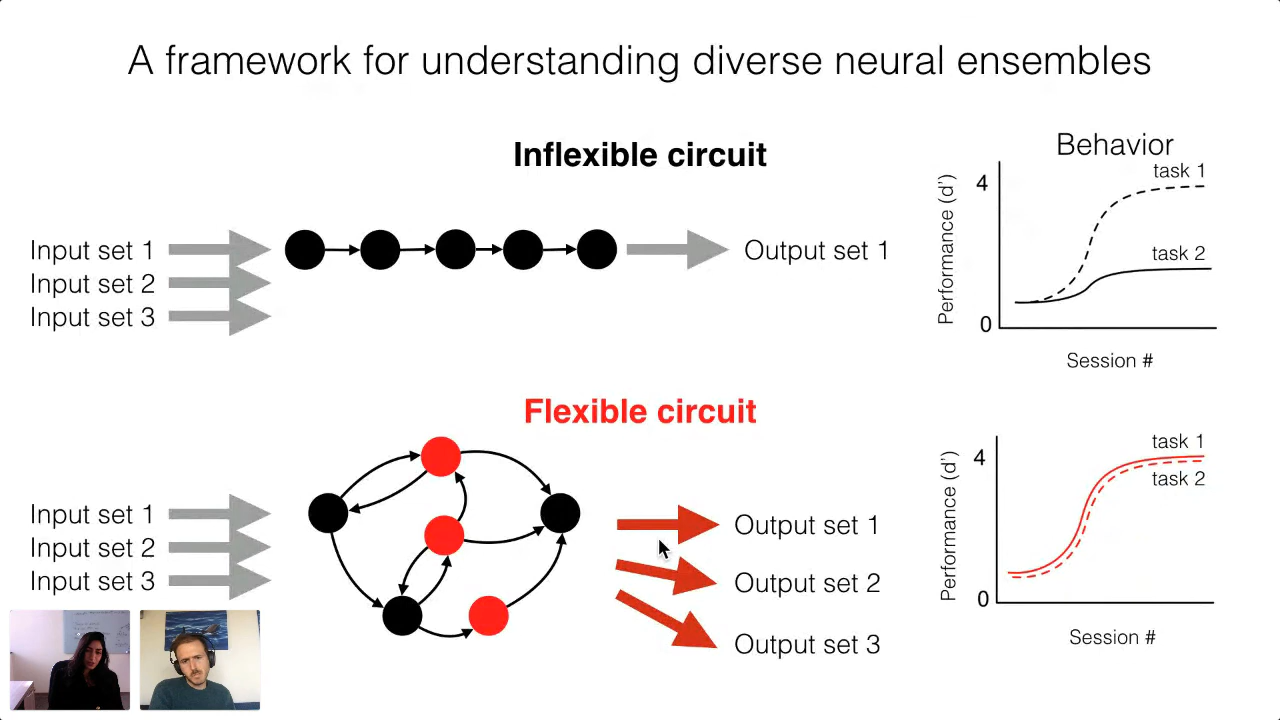 A framework for understanding diverse neural ensembles
Inflexible circuit
Input set 1
Input set 2
Input set 3
Output set 1
Behavior
Performance (d')
4
0
task 1
task 2
Session #
Flexible circuit
Input set 1
Input set 2
Input set 3
Output set 1
Output set 2
Output set 3
Performance (d')
4
0
task 1
task 2
Session #